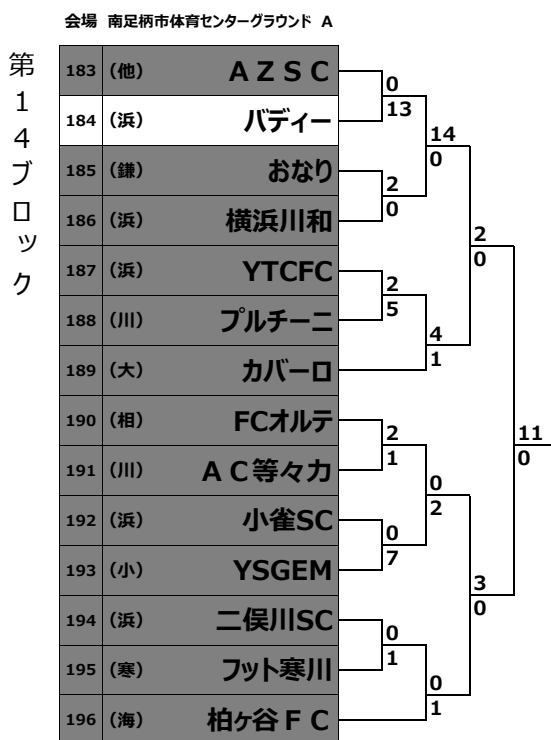 会場 南足柄市体育センターグラウンド A
第14ブロック
183 (他) AZSC
184 (浜) バディー
185 (鎌) おなり
186 (浜) 横浜川和
187 (浜) YTCFC
188 (川) プルチーニ
189 (大) カバーロ
190 (相) FCオルテ
191 (川) AC等々力
192 (浜) 小雀SC
193 (小) YSGEM
194 (浜) 二俣川SC
195 (寒) フット寒川
196 (海) 柏ヶ谷FC
0
13
2
0
2
5
2
1
0
7
0
1
14
0
4
1
0
2
0
1
2
0
3
0
11
0